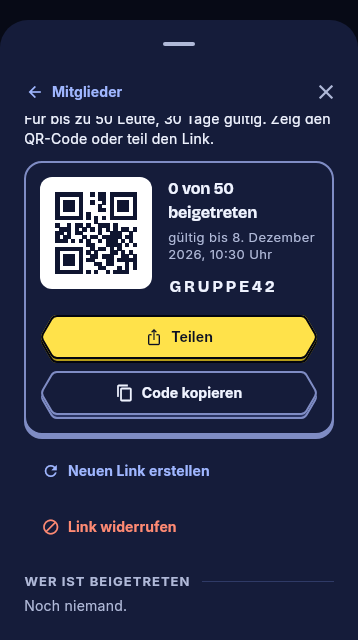 Mitglieder
Für bis zu 50 Leute, 30 Tage gültig. Zeig den
QR-Code oder teil den Link.
0 von 50
beigetreten
gültig bis 8. Dezember
2026, 10:30 Uhr
GRUPPE42
Teilen
Code kopieren
Neuen Link erstellen
Link widerrufen
WER IST BEIGETRETEN
Noch niemand.